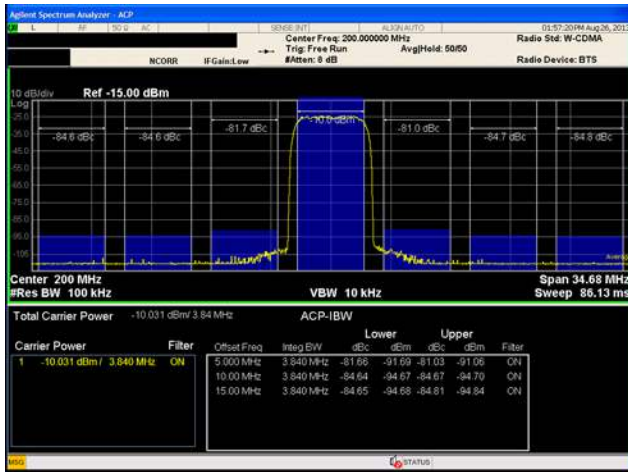 Agilent Spectrum Analyzer - ACP
L RF 50 Ω AC SENSE:INT ALIGN AUTO 01:57:20PM Aug 26, 2013
Center Freq: 200.000000 MHz Radio Std: W-CDMA
Trig: Free Run Avg|Hold: 50/50
NCORR IFGain:Low #Atten: 0 dB Radio Device: BTS
10 dB/div Ref -15.00 dBm
Log
-25.0 -10.0 dBm
-35.0 -84.6 dBc -84.6 dBc -81.7 dBc -81.0 dBc -84.7 dBc -84.8 dBc
-45.0
-55.0
-65.0
-75.0
-85.0
-95.0
-105
Center 200 MHz Span 34.68 MHz
#Res BW 100 kHz VBW 10 kHz Sweep 86.13 ms
Total Carrier Power -10.031 dBm/ 3.84 MHz ACP-IBW
Lower Upper
Carrier Power Filter Offset Freq Integ BW dBc dBm dBc dBm Filter
1 -10.031 dBm / 3.840 MHz ON 5.000 MHz 3.840 MHz -81.66 -91.69 -81.03 -91.06 ON
10.00 MHz 3.840 MHz -84.64 -94.67 -84.67 -94.70 ON
15.00 MHz 3.840 MHz -84.65 -94.68 -84.81 -94.84 ON
MSG STATUS